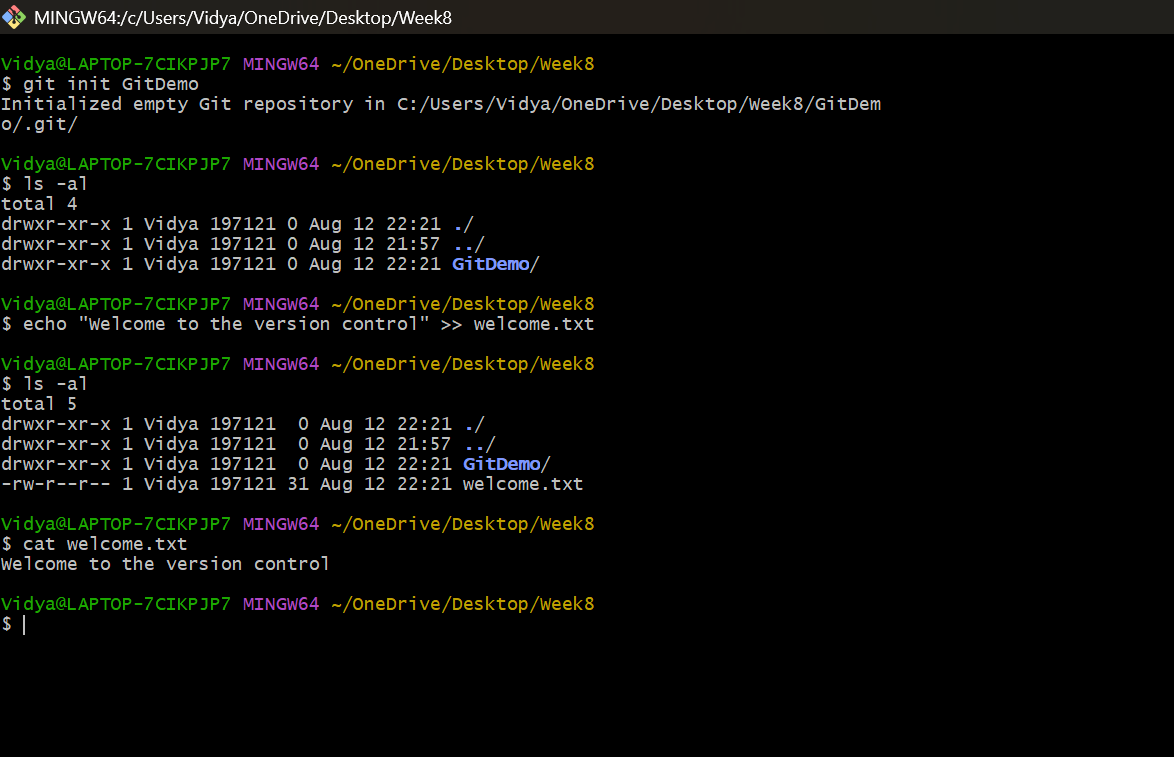 MINGW64:/c/Users/Vidya/OneDrive/Desktop/Week8
Vidya@LAPTOP-7CIKPJP7 MINGW64 ~/OneDrive/Desktop/Week8
$ git init GitDemo
Initialized empty Git repository in C:/Users/Vidya/OneDrive/Desktop/Week8/GitDem
o/.git/
Vidya@LAPTOP-7CIKPJP7 MINGW64 ~/OneDrive/Desktop/Week8
$ ls -al
total 4
drwxr-xr-x 1 Vidya 197121 0 Aug 12 22:21 ./
drwxr-xr-x 1 Vidya 197121 0 Aug 12 21:57 ../
drwxr-xr-x 1 Vidya 197121 0 Aug 12 22:21 GitDemo/
Vidya@LAPTOP-7CIKPJP7 MINGW64 ~/OneDrive/Desktop/Week8
$ echo "Welcome to the version control" >> welcome.txt
Vidya@LAPTOP-7CIKPJP7 MINGW64 ~/OneDrive/Desktop/Week8
$ ls -al
total 5
drwxr-xr-x 1 Vidya 197121  0 Aug 12 22:21 ./
drwxr-xr-x 1 Vidya 197121  0 Aug 12 21:57 ../
drwxr-xr-x 1 Vidya 197121  0 Aug 12 22:21 GitDemo/
-rw-r--r-- 1 Vidya 197121 31 Aug 12 22:21 welcome.txt
Vidya@LAPTOP-7CIKPJP7 MINGW64 ~/OneDrive/Desktop/Week8
$ cat welcome.txt
Welcome to the version control
Vidya@LAPTOP-7CIKPJP7 MINGW64 ~/OneDrive/Desktop/Week8
$